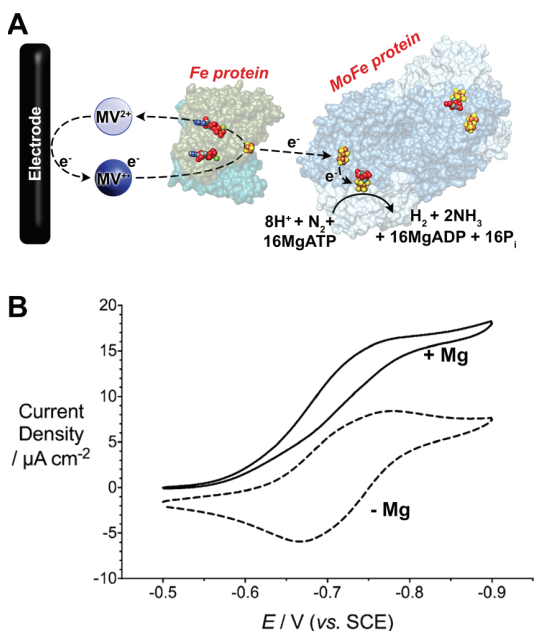 A
Fe protein
MoFe protein
Electrode
MV2+
e-
MV•+
e-
e-
e-
8H+ + N2 +
16MgATP
H2 + 2NH3
+ 16MgADP + 16Pi
B
20
15
10
5
0
-5
-10
Current
Density
/ µA cm-2
+ Mg
- Mg
-0.5
-0.6
-0.7
-0.8
-0.9
E / V (vs. SCE)